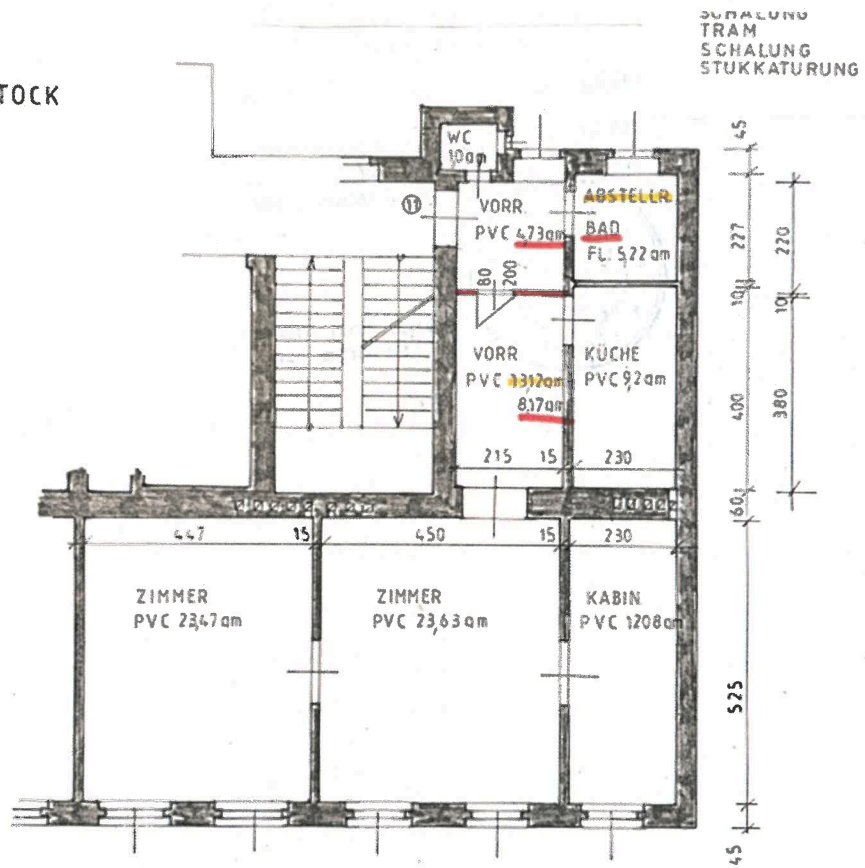 SCHALUNG
TRAM
SCHALUNG
STUKKATURUNG
TOCK
WC
1,0qm
45
11
VORR.
PVC 4,73qm
ABSTELLR.
BAD
FL. 5,22qm
227
220
80
200
10
10
VORR
PVC 13,12qm
8,17qm
KÜCHE
PVC 9,2qm
400
380
215
15
230
60
447
15
450
15
230
ZIMMER
PVC 23,47qm
ZIMMER
PVC 23,63qm
KABIN.
PVC 12,08qm
525
45